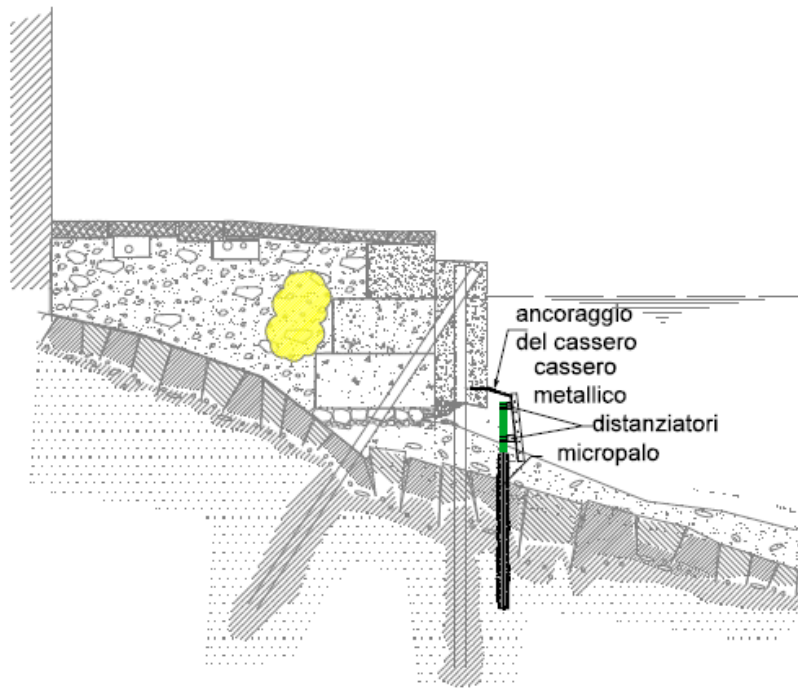 ancoraggio
del cassero
cassero
metallico
distanziatori
micropalo